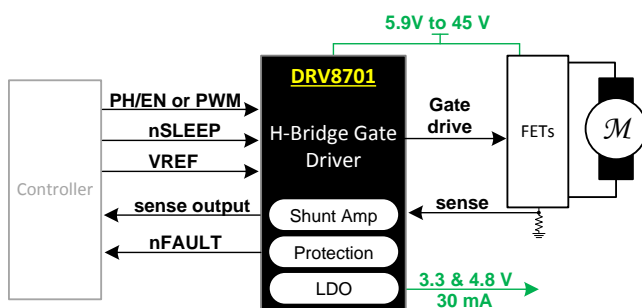 5.9V to 45 V
DRV8701
H-Bridge Gate
Driver
Controller
PH/EN or PWM
nSLEEP
VREF
sense output
nFAULT
Gate
drive
FETs
M
sense
Shunt Amp
Protection
LDO
3.3 & 4.8 V
30 mA